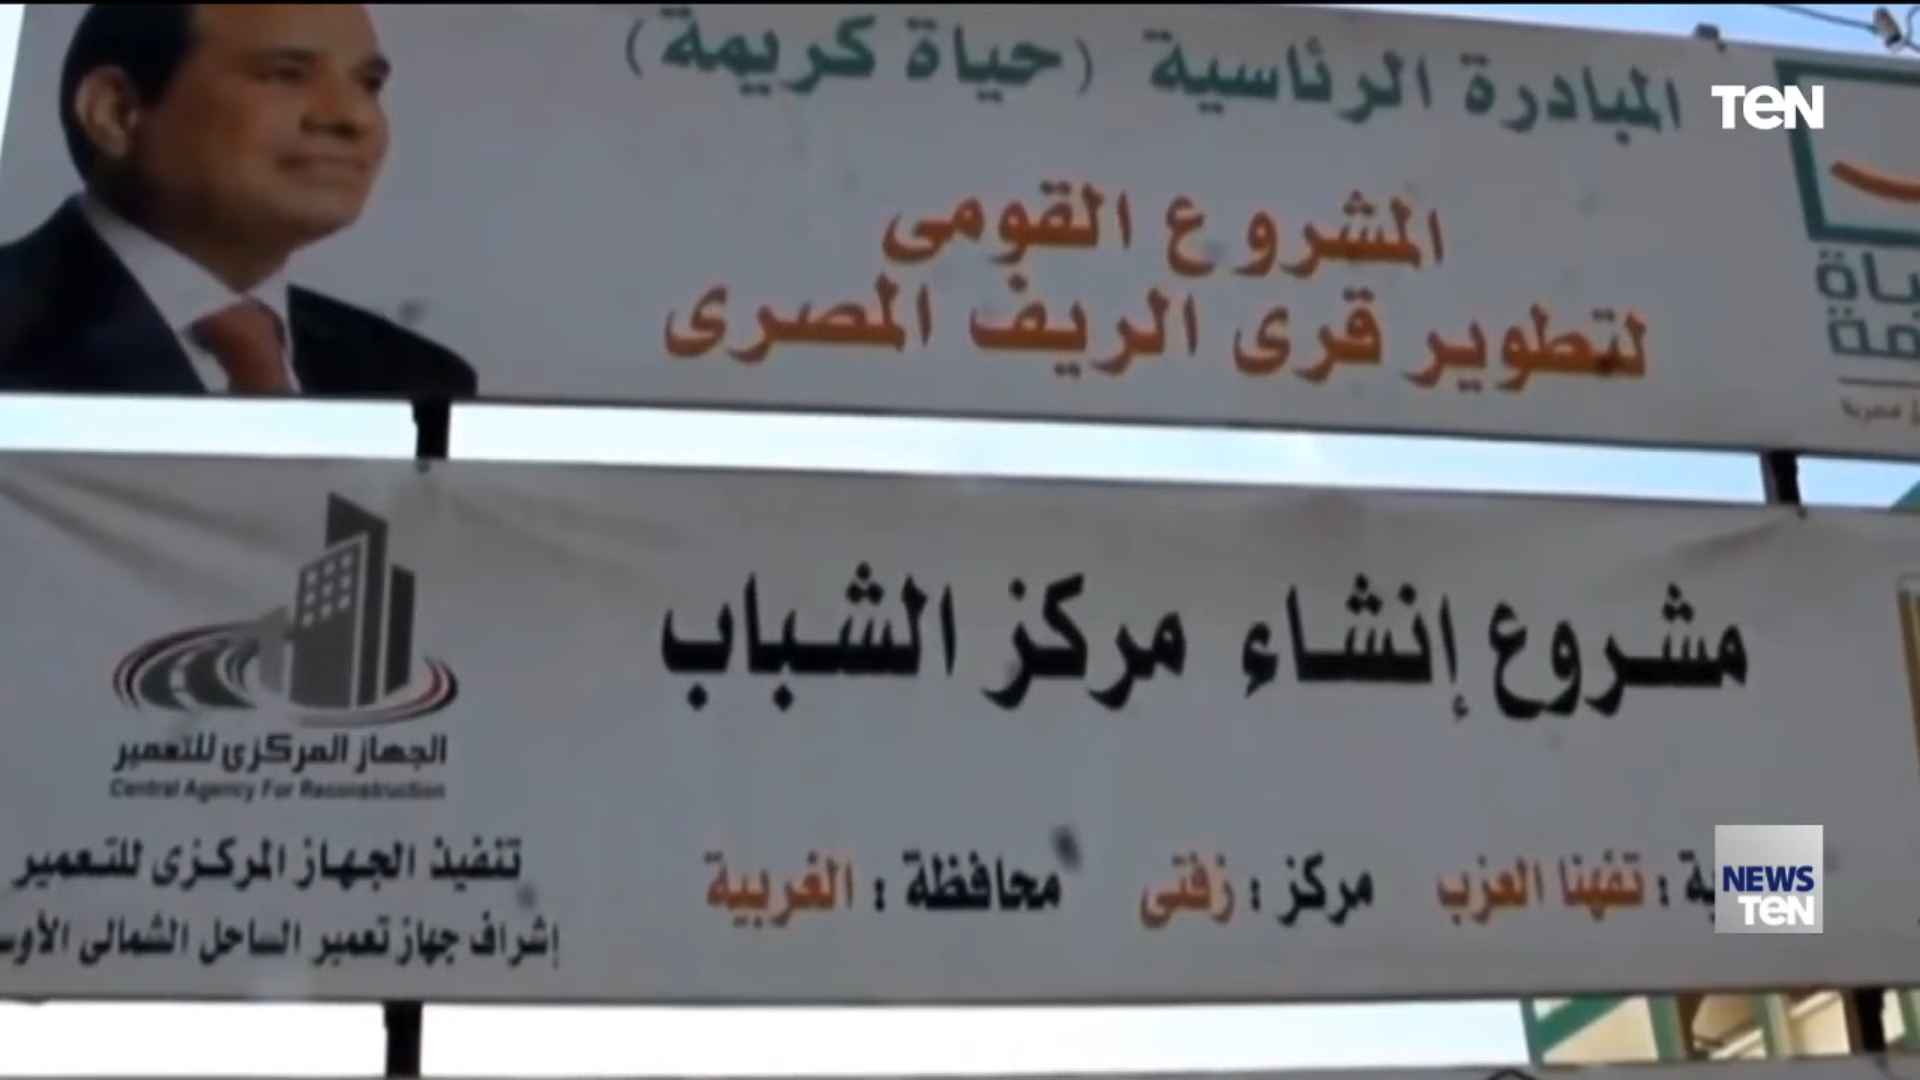 المبادرة الرئاسية (حياة كريمة)
TeN
المشروع القومى
لتطوير قرى الريف المصرى
مشروع إنشاء مركز الشباب
الجهاز المركزى للتعمير
Central Agency For Reconstruction
تفهنا العزب مركز : زفتى محافظة : الغربية
تنفيذ الجهاز المركزى للتعمير
إشراف جهاز تعمير الساحل الشمالى
NEWS
TeN